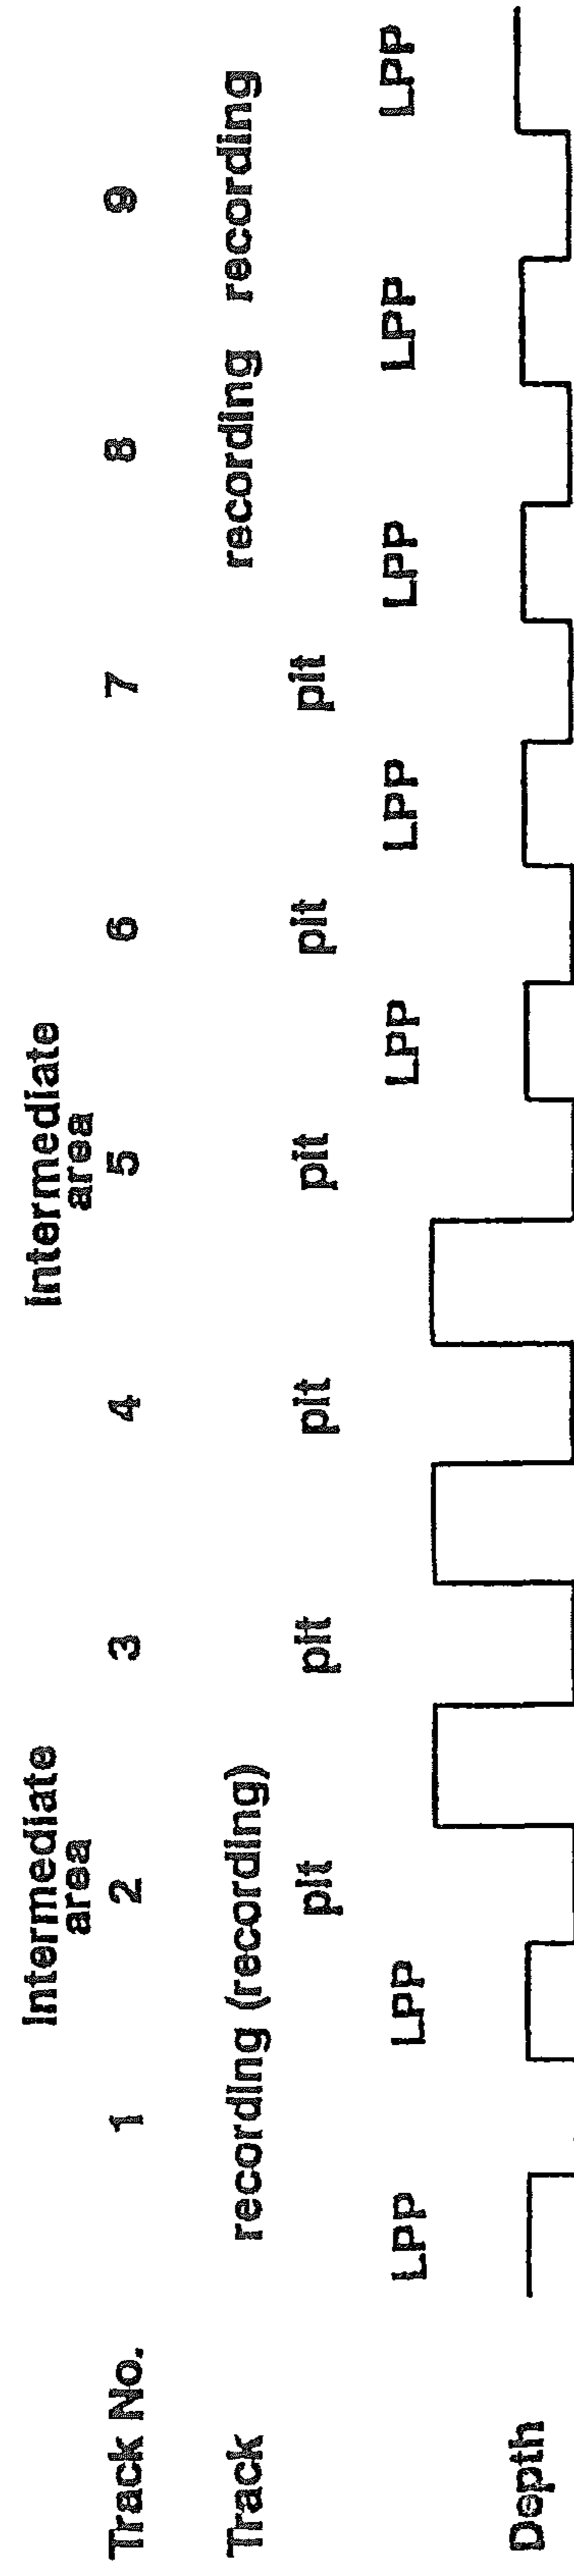 Intermediate Intermediate
area area
Track No. 1 2 3 4 5 6 7 8 9
Track recording (recording) recording recording
pit pit pit pit pit pit
LPP LPP LPP LPP LPP LPP LPP
Depth